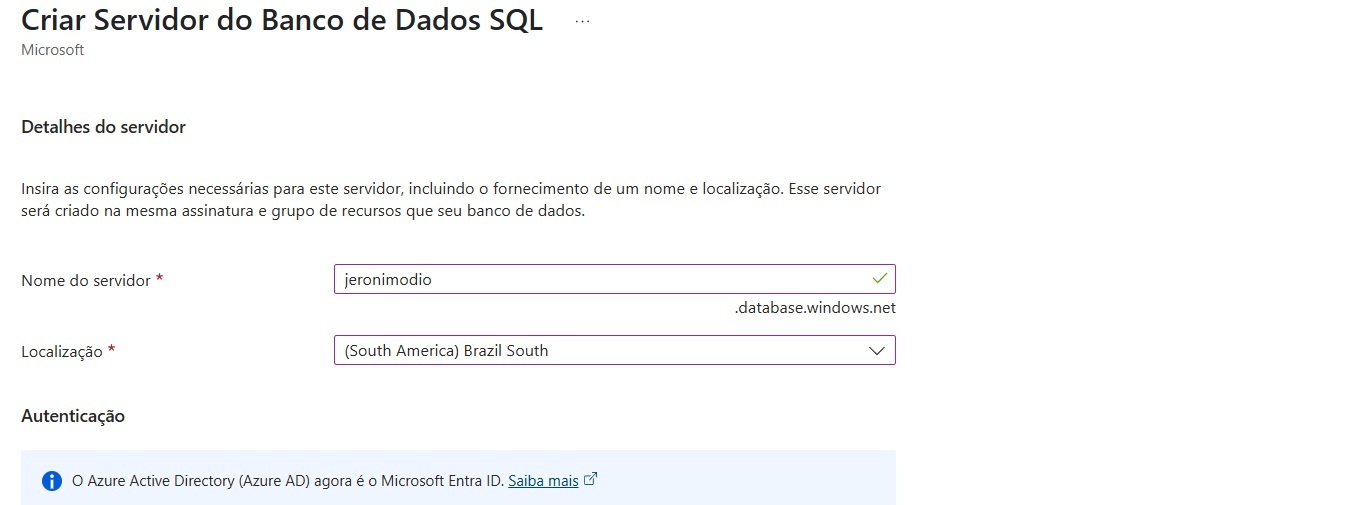 Criar Servidor do Banco de Dados SQL ...
Microsoft
Detalhes do servidor
Insira as configurações necessárias para este servidor, incluindo o fornecimento de um nome e localização. Esse servidor
será criado na mesma assinatura e grupo de recursos que seu banco de dados.
Nome do servidor * jeronimodio
.database.windows.net
Localização * (South America) Brazil South
Autenticação
O Azure Active Directory (Azure AD) agora é o Microsoft Entra ID. Saiba mais